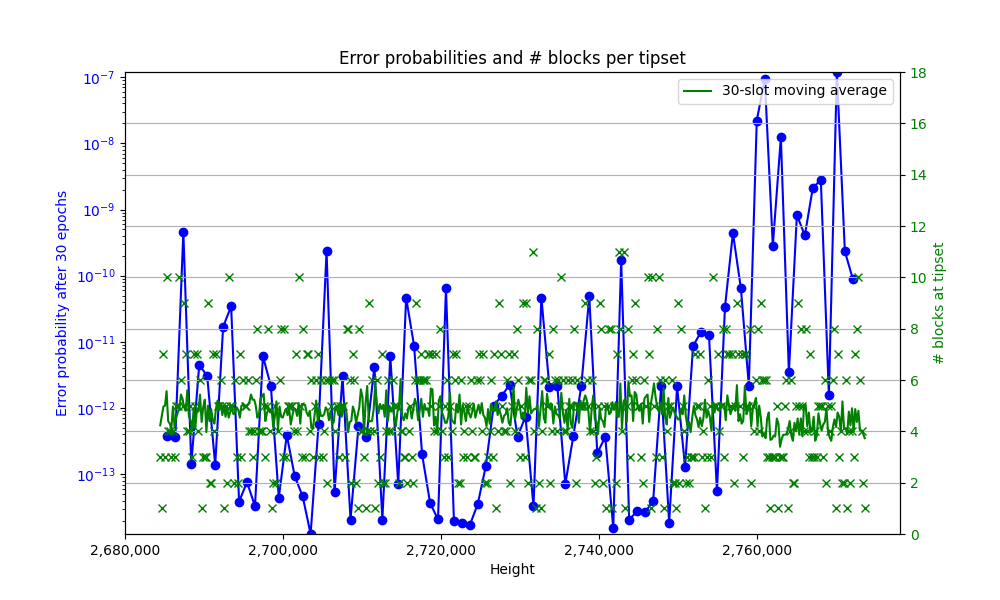 Error probabilities and # blocks per tipset
30-slot moving average
Error probability after 30 epochs
10⁻⁷
10⁻⁸
10⁻⁹
10⁻¹⁰
10⁻¹¹
10⁻¹²
10⁻¹³
18
16
14
12
10
8
6
4
2
0
# blocks at tipset
2,680,000 2,700,000 2,720,000 2,740,000 2,760,000
Height